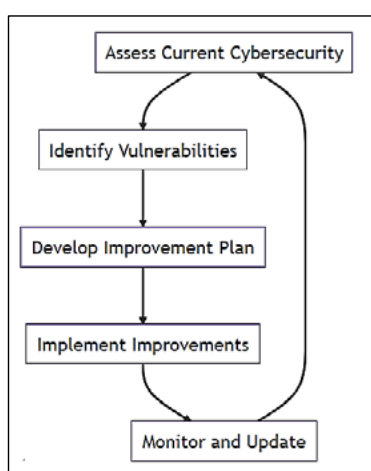 Assess Current Cybersecurity
Identify Vulnerabilities
Develop Improvement Plan
Implement Improvements
Monitor and Update